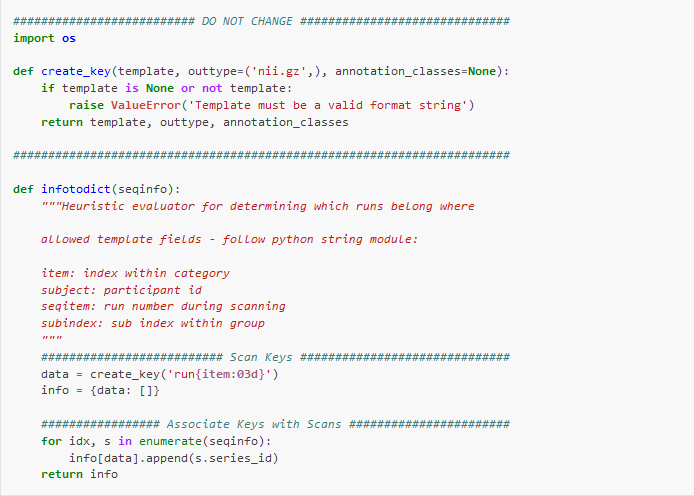 ########################## DO NOT CHANGE ##############################
import os
def create_key(template, outtype=('nii.gz',), annotation_classes=None):
    if template is None or not template:
        raise ValueError('Template must be a valid format string')
    return template, outtype, annotation_classes
#######################################################################
def infotodict(seqinfo):
    """Heuristic evaluator for determining which runs belong where
    allowed template fields - follow python string module:
    item: index within category
    subject: participant id
    seqitem: run number during scanning
    subindex: sub index within group
    """
    ########################## Scan Keys ##############################
    data = create_key('run{item:03d}')
    info = {data: []}
    ################# Associate Keys with Scans #######################
    for idx, s in enumerate(seqinfo):
        info[data].append(s.series_id)
    return info